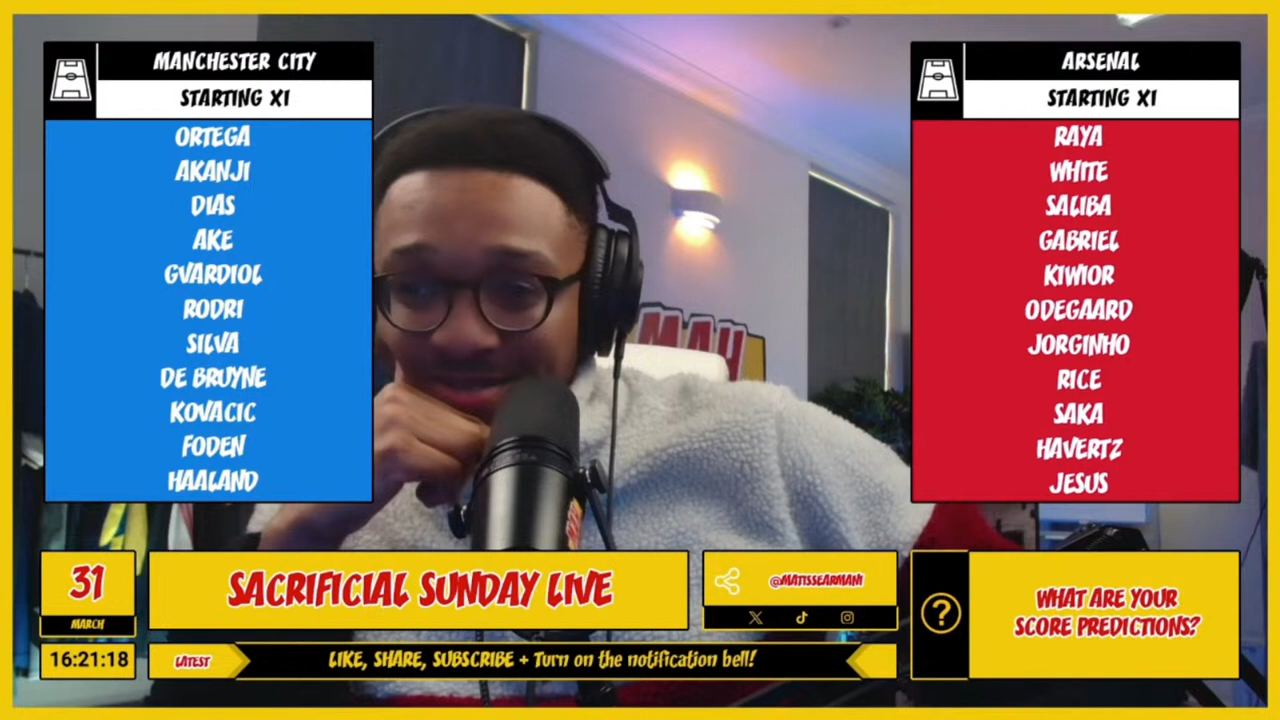 MANCHESTER CITY
STARTING XI
ORTEGA
AKANJI
DIAS
AKE
GVARDIOL
RODRI
SILVA
DE BRUYNE
KOVACIC
FODEN
HAALAND
ARSENAL
STARTING XI
RAYA
WHITE
SALIBA
GABRIEL
KIWIOR
ODEGAARD
JORGINHO
RICE
SAKA
HAVERTZ
JESUS
31
MARCH
16:21:18
SACRIFICIAL SUNDAY LIVE
LATEST
LIKE, SHARE, SUBSCRIBE + Turn on the notification bell!
@MATISSEARMANI
?
WHAT ARE YOUR
SCORE PREDICTIONS?